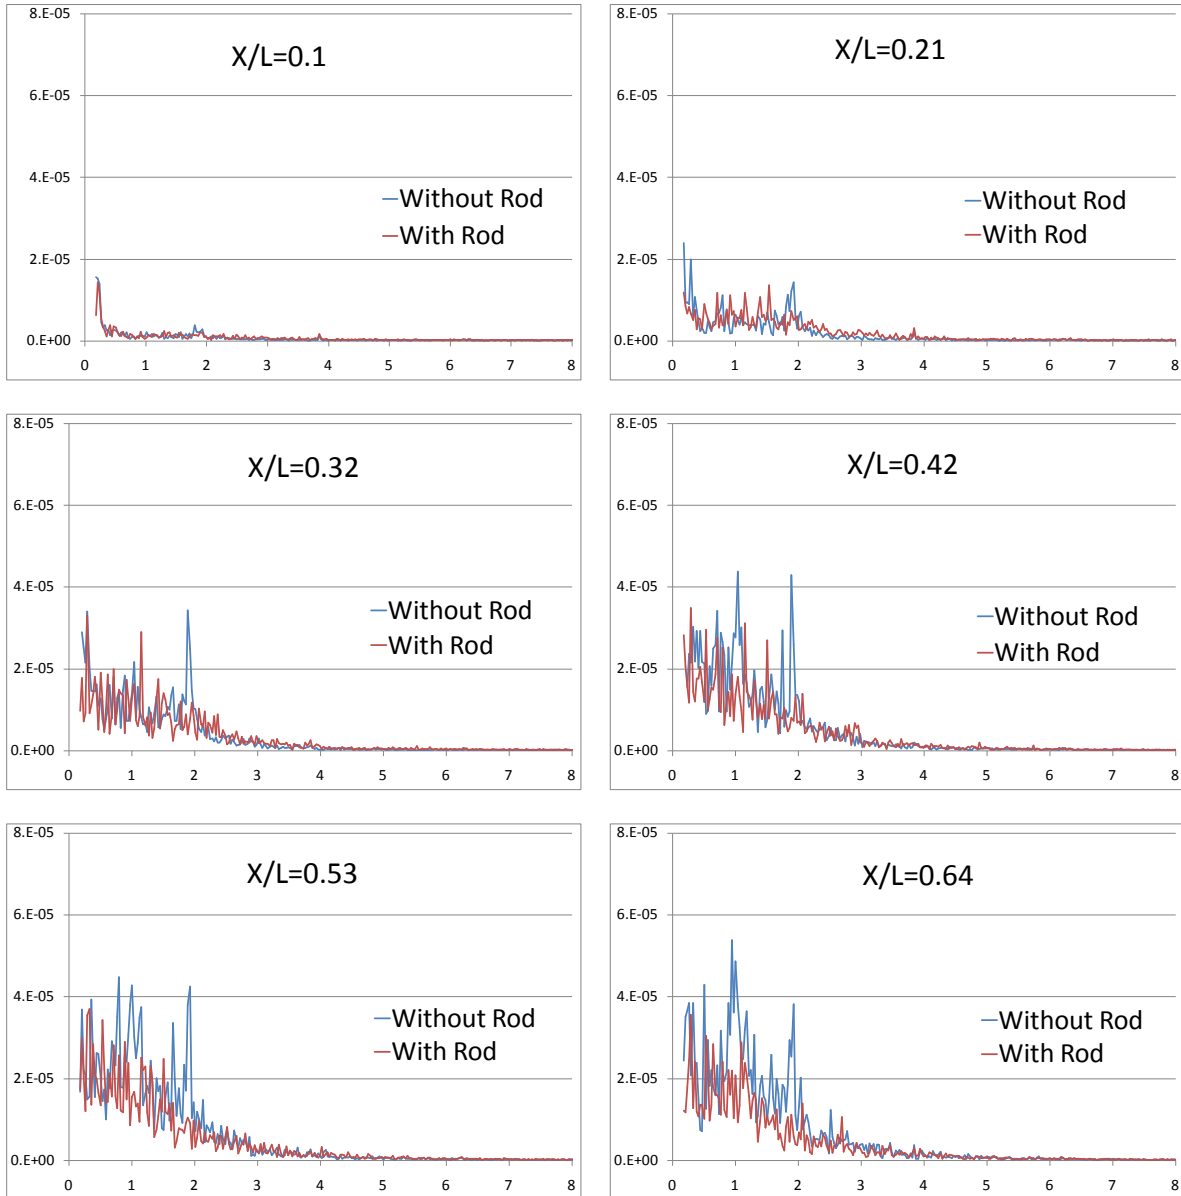 8.E-05
X/L=0.1
6.E-05
4.E-05
Without Rod
With Rod
2.E-05
0.E+00
0 1 2 3 4 5 6 7 8
8.E-05
X/L=0.21
6.E-05
4.E-05
Without Rod
With Rod
2.E-05
0.E+00
0 1 2 3 4 5 6 7 8
8.E-05
X/L=0.32
6.E-05
4.E-05
Without Rod
With Rod
2.E-05
0.E+00
0 1 2 3 4 5 6 7 8
8.E-05
X/L=0.42
6.E-05
4.E-05
Without Rod
With Rod
2.E-05
0.E+00
0 1 2 3 4 5 6 7 8
8.E-05
X/L=0.53
6.E-05
4.E-05
Without Rod
With Rod
2.E-05
0.E+00
0 1 2 3 4 5 6 7 8
8.E-05
X/L=0.64
6.E-05
4.E-05
Without Rod
With Rod
2.E-05
0.E+00
0 1 2 3 4 5 6 7 8